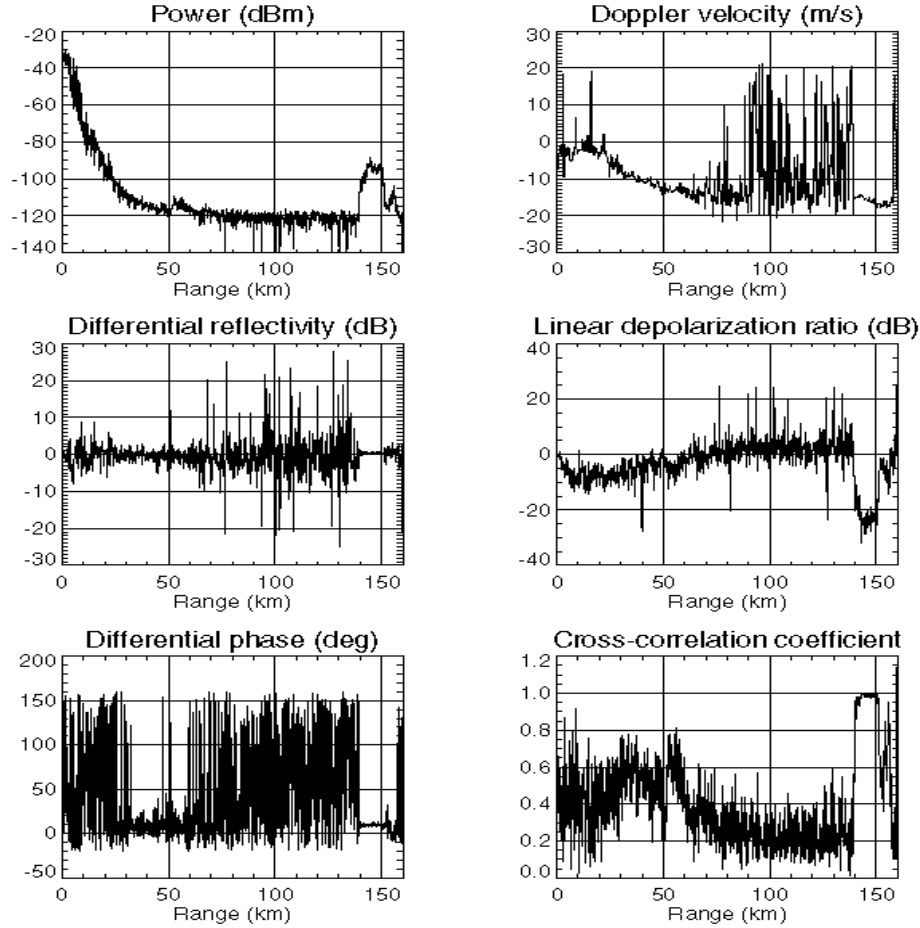 Power (dBm)
-20
-40
-60
-80
-100
-120
-140
0 50 100 150
Range (km)
Doppler velocity (m/s)
30
20
10
0
-10
-20
-30
0 50 100 150
Range (km)
Differential reflectivity (dB)
30
20
10
0
-10
-20
-30
0 50 100 150
Range (km)
Linear depolarization ratio (dB)
40
20
0
-20
-40
0 50 100 150
Range (km)
Differential phase (deg)
200
150
100
50
0
-50
0 50 100 150
Range (km)
Cross-correlation coefficient
1.2
1.0
0.8
0.6
0.4
0.2
0.0
0 50 100 150
Range (km)